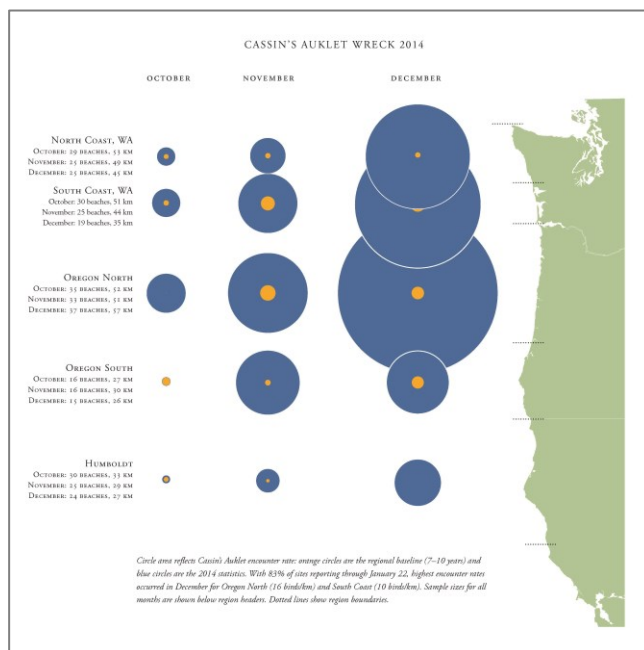 CASSIN'S AUKLET WRECK 2014
OCTOBER NOVEMBER DECEMBER
NORTH COAST, WA
OCTOBER: 29 BEACHES, 53 KM
NOVEMBER: 25 BEACHES, 49 KM
DECEMBER: 25 BEACHES, 45 KM
SOUTH COAST, WA
October: 30 beaches, 51 km
November: 25 beaches, 44 km
December: 19 beaches, 35 km
OREGON NORTH
OCTOBER: 35 BEACHES, 52 KM
NOVEMBER: 33 BEACHES, 51 KM
DECEMBER: 37 BEACHES, 57 KM
OREGON SOUTH
OCTOBER: 16 BEACHES, 27 KM
NOVEMBER: 16 BEACHES, 30 KM
DECEMBER: 15 BEACHES, 26 KM
HUMBOLDT
OCTOBER: 30 BEACHES, 33 KM
NOVEMBER: 25 BEACHES, 29 KM
DECEMBER: 24 BEACHES, 27 KM
Circle area reflects Cassin's Auklet encounter rate: orange circles are the regional baseline (7–10 years) and
blue circles are the 2014 statistics. With 83% of sites reporting through January 22, highest encounter rates
occurred in December for Oregon North (16 birds/km) and South Coast (10 birds/km). Sample sizes for all
months are shown below region headers. Dotted lines show region boundaries.